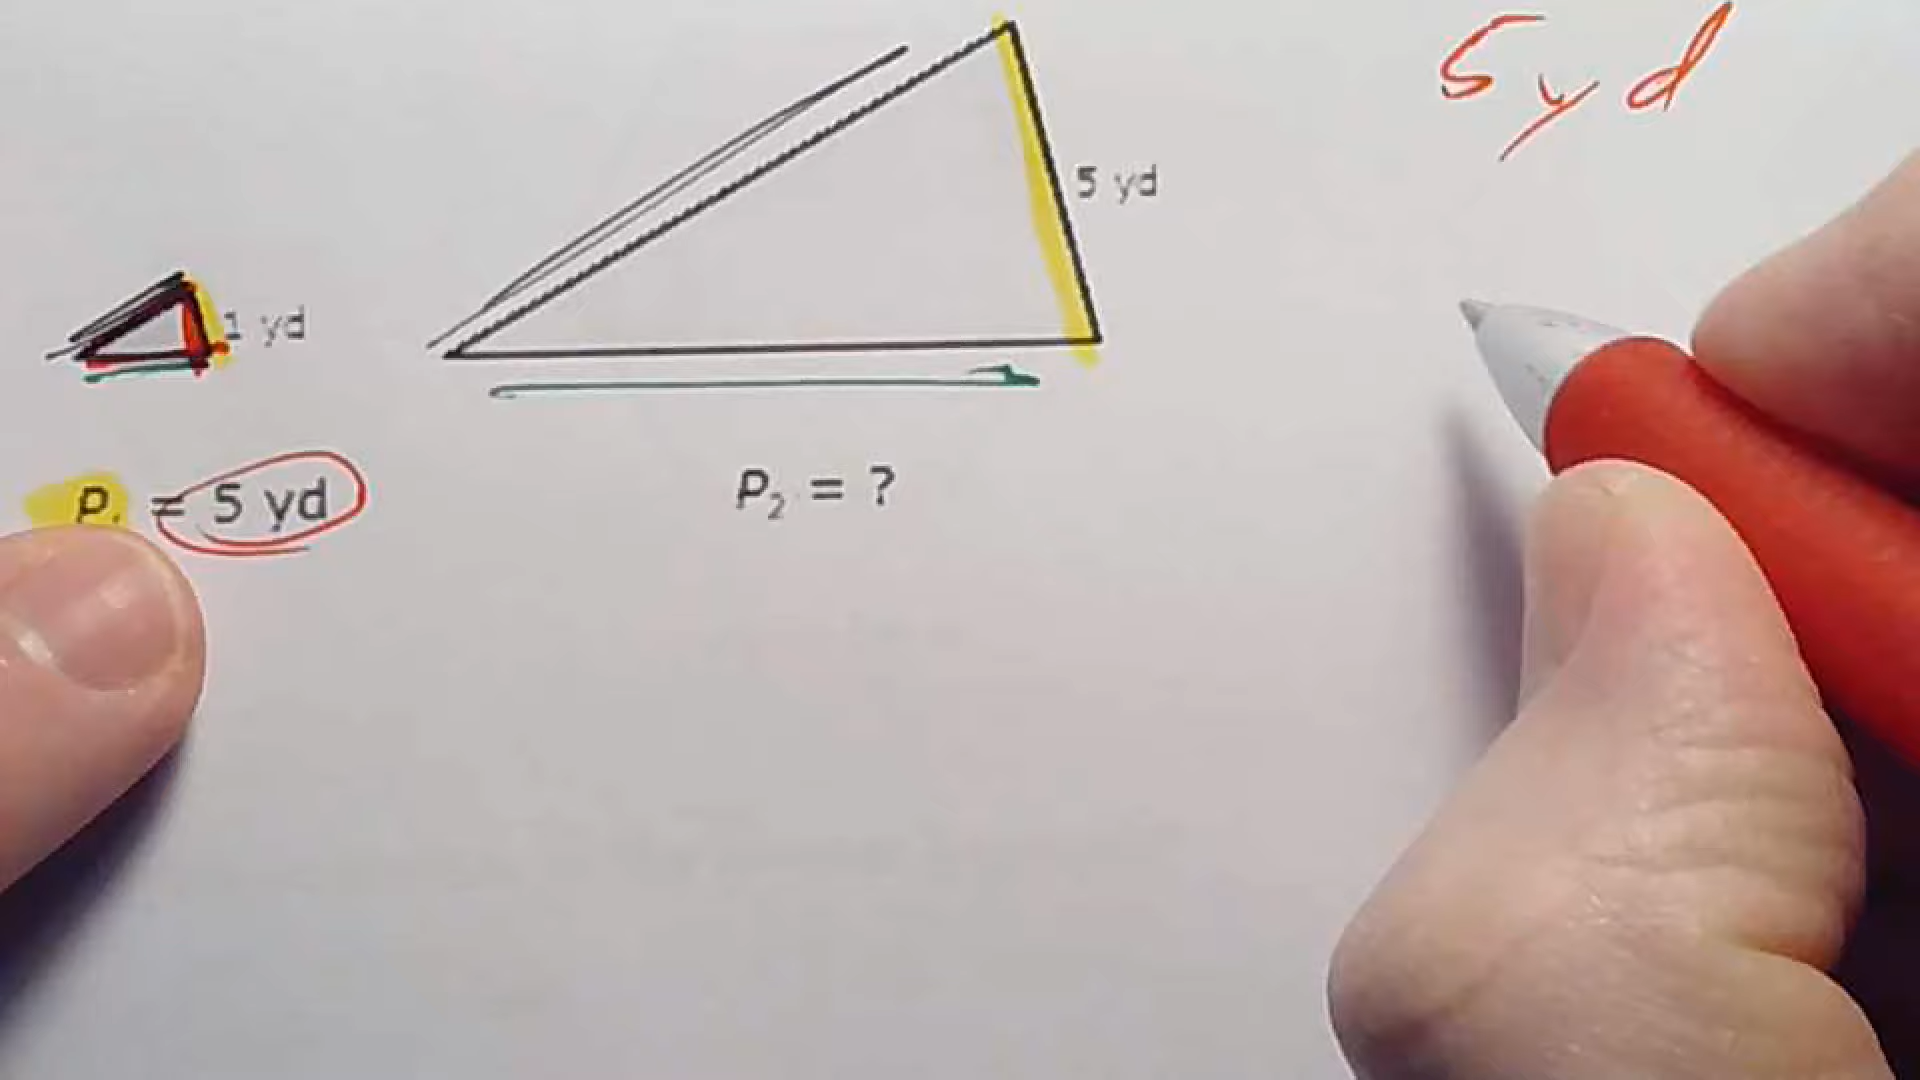 5 yd
5 yd
1 yd
P₁ = 5 yd
P₂ = ?